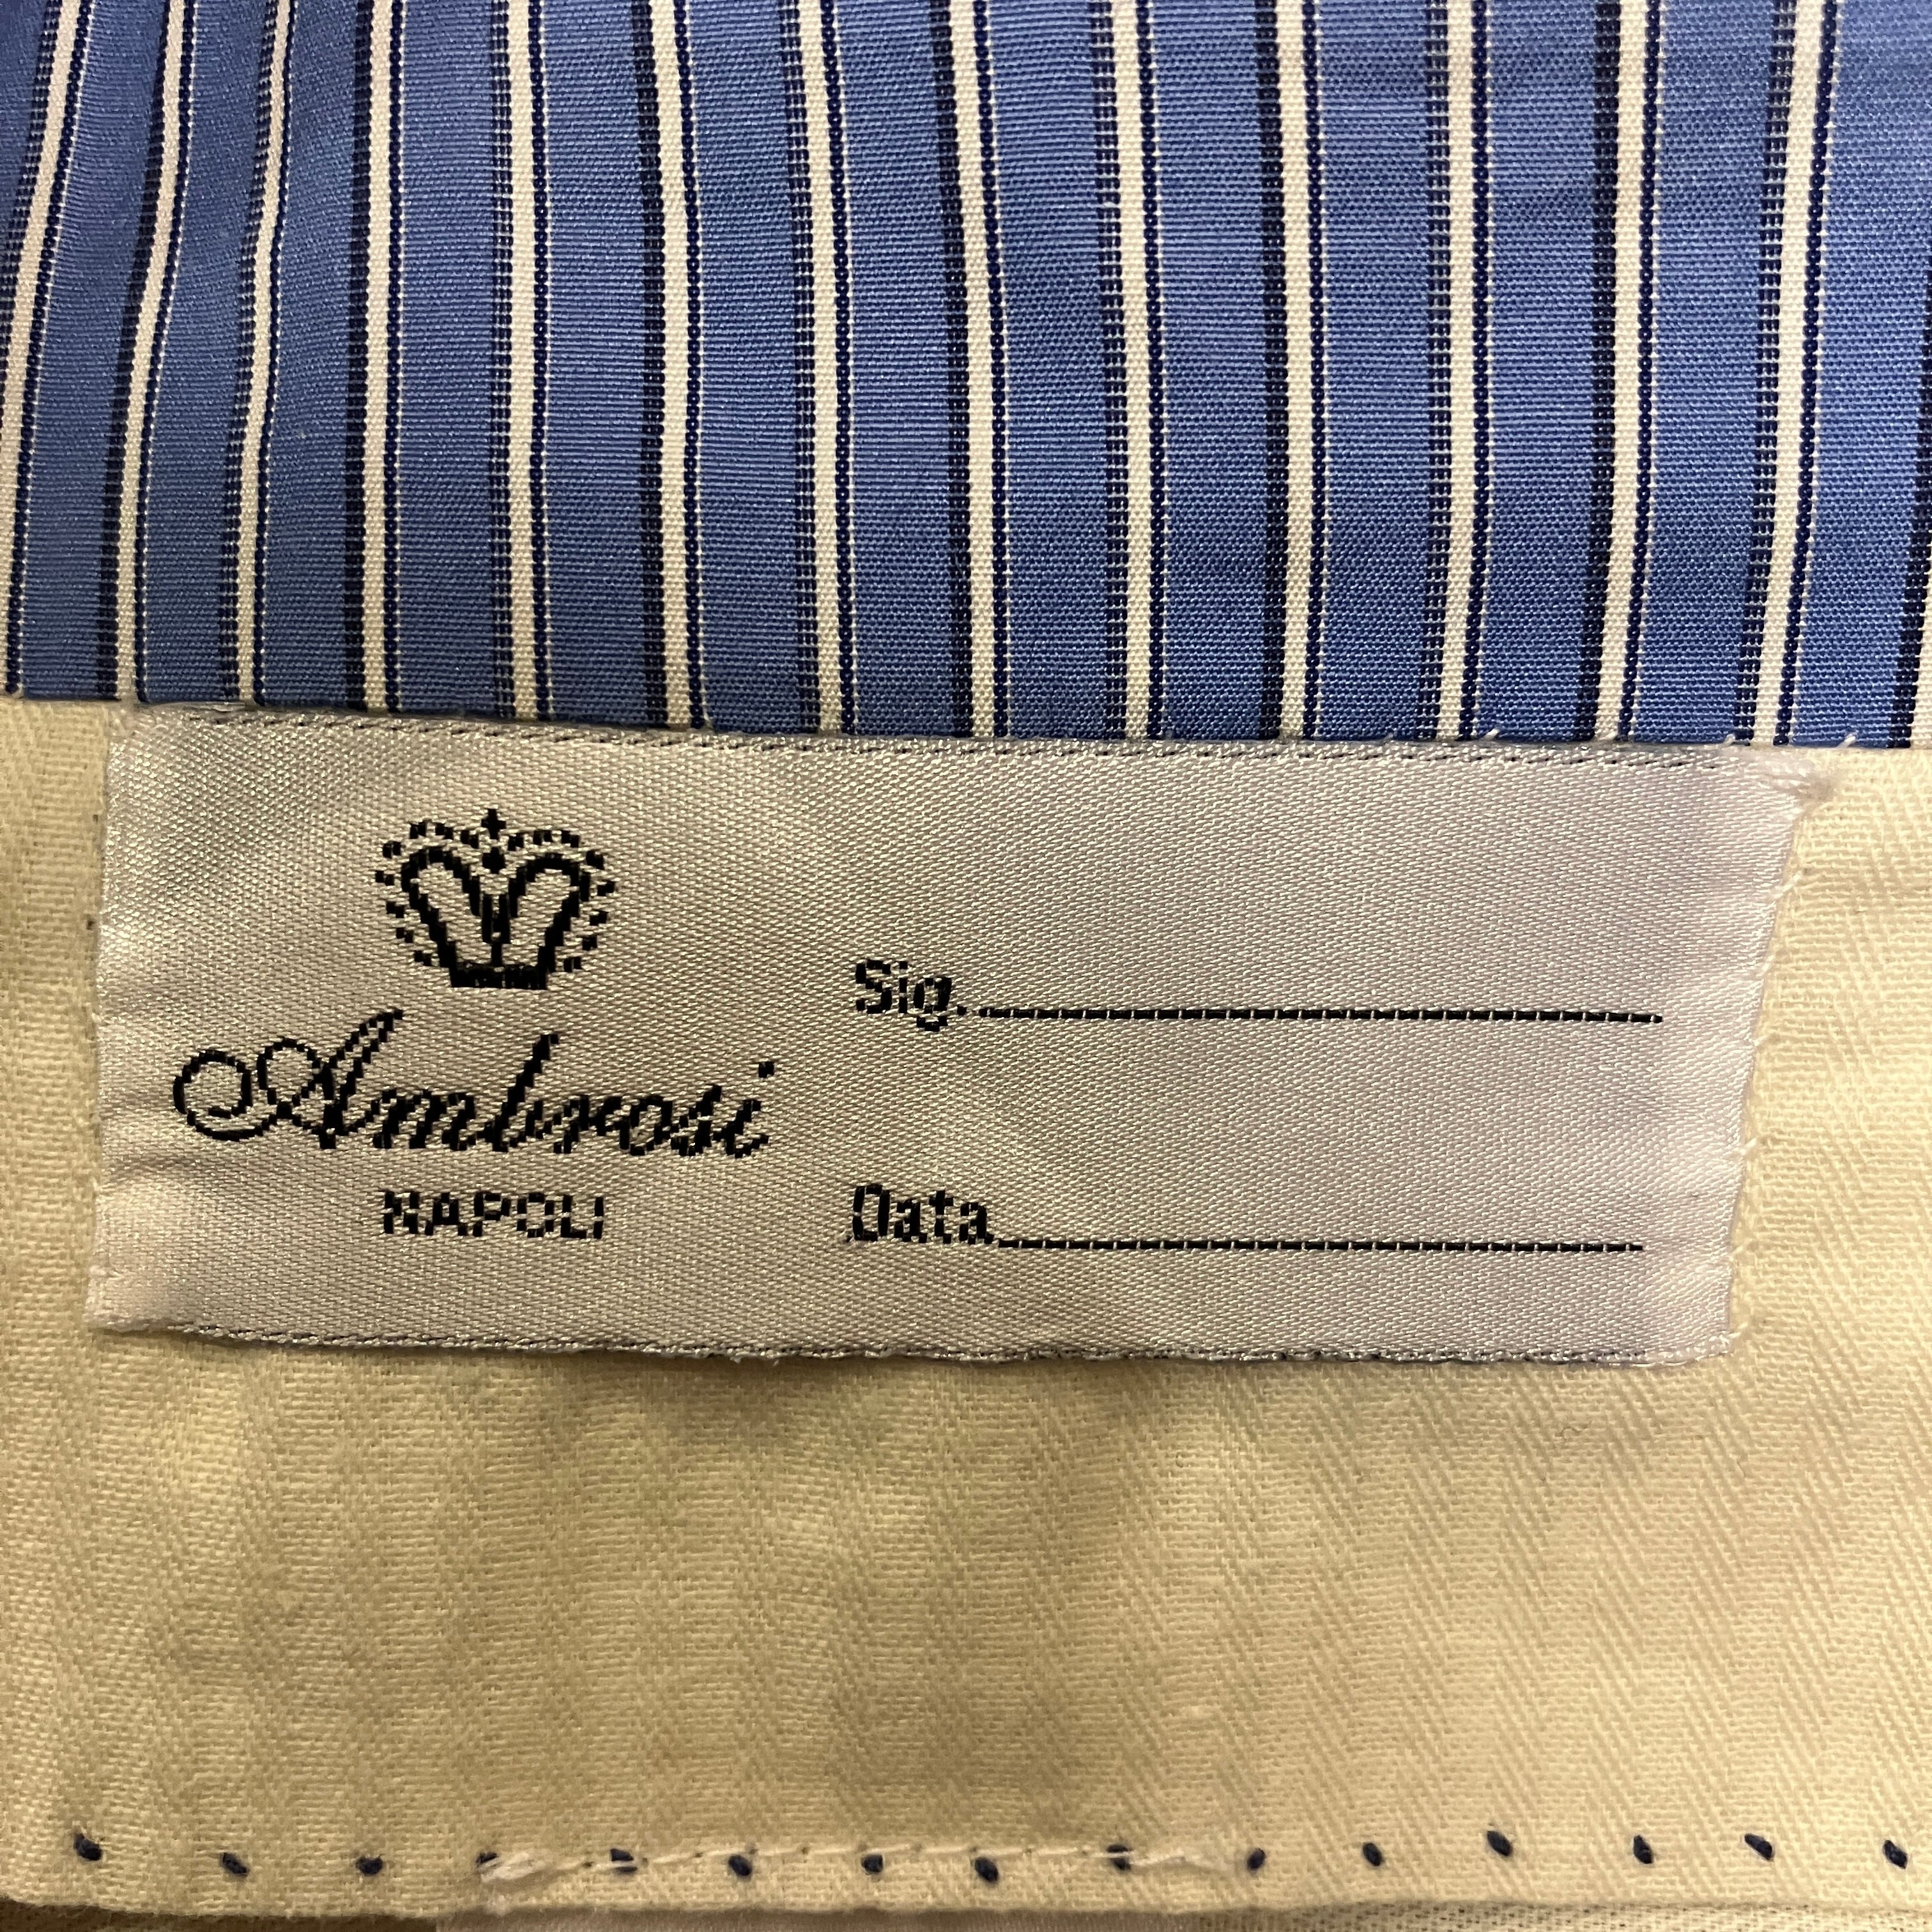 Ambrosi
NAPOLI
Sig.
Data